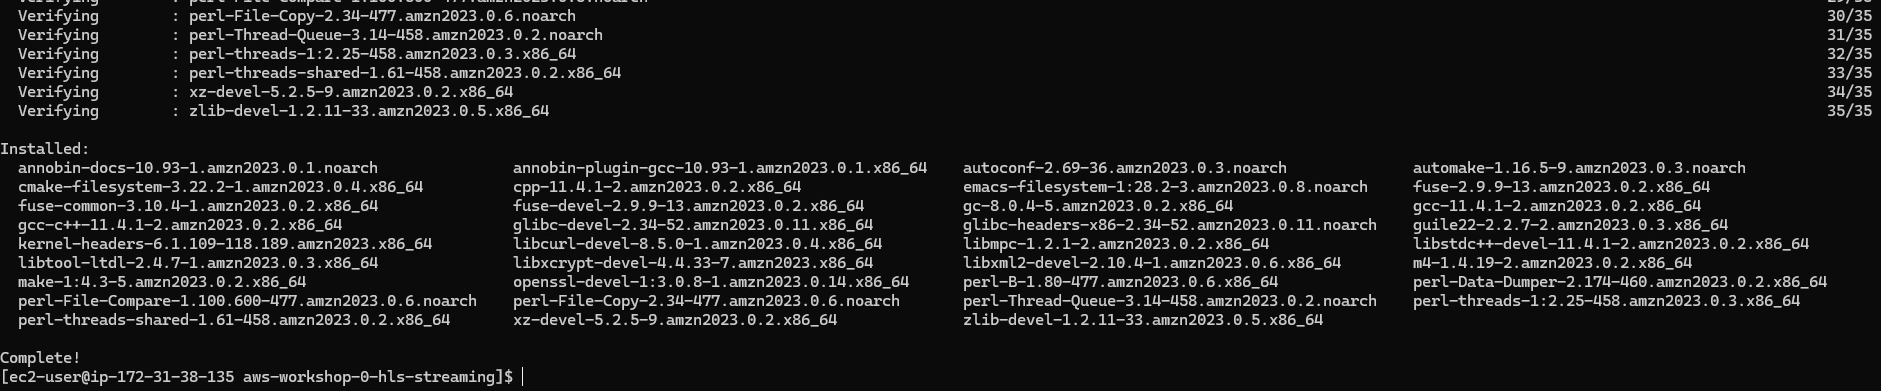 Verifying : perl-File-Compare-1.100.600-477.amzn2023.0.6.noarch 29/35
Verifying : perl-File-Copy-2.34-477.amzn2023.0.6.noarch 30/35
Verifying : perl-Thread-Queue-3.14-458.amzn2023.0.2.noarch 31/35
Verifying : perl-threads-1:2.25-458.amzn2023.0.3.x86_64 32/35
Verifying : perl-threads-shared-1.61-458.amzn2023.0.2.x86_64 33/35
Verifying : xz-devel-5.2.5-9.amzn2023.0.2.x86_64 34/35
Verifying : zlib-devel-1.2.11-33.amzn2023.0.5.x86_64 35/35
Installed:
annobin-docs-10.93-1.amzn2023.0.1.noarch annobin-plugin-gcc-10.93-1.amzn2023.0.1.x86_64 autoconf-2.69-36.amzn2023.0.3.noarch automake-1.16.5-9.amzn2023.0.3.noarch
cmake-filesystem-3.22.2-1.amzn2023.0.4.x86_64 cpp-11.4.1-2.amzn2023.0.2.x86_64 emacs-filesystem-1:28.2-3.amzn2023.0.8.noarch fuse-2.9.9-13.amzn2023.0.2.x86_64
fuse-common-3.10.4-1.amzn2023.0.2.x86_64 fuse-devel-2.9.9-13.amzn2023.0.2.x86_64 gc-8.0.4-5.amzn2023.0.2.x86_64 gcc-11.4.1-2.amzn2023.0.2.x86_64
gcc-c++-11.4.1-2.amzn2023.0.2.x86_64 glibc-devel-2.34-52.amzn2023.0.11.x86_64 glibc-headers-x86-2.34-52.amzn2023.0.11.noarch guile22-2.2.7-2.amzn2023.0.3.x86_64
kernel-headers-6.1.109-118.189.amzn2023.x86_64 libcurl-devel-8.5.0-1.amzn2023.0.4.x86_64 libmpc-1.2.1-2.amzn2023.0.2.x86_64 libstdc++-devel-11.4.1-2.amzn2023.0.2.x86_64
libtool-ltdl-2.4.7-1.amzn2023.0.3.x86_64 libxcrypt-devel-4.4.33-7.amzn2023.x86_64 libxml2-devel-2.10.4-1.amzn2023.0.6.x86_64 m4-1.4.19-2.amzn2023.0.2.x86_64
make-1:4.3-5.amzn2023.0.2.x86_64 openssl-devel-1:3.0.8-1.amzn2023.0.14.x86_64 perl-B-1.80-477.amzn2023.0.6.x86_64 perl-Data-Dumper-2.174-460.amzn2023.0.2.x86_64
perl-File-Compare-1.100.600-477.amzn2023.0.6.noarch perl-File-Copy-2.34-477.amzn2023.0.6.noarch perl-Thread-Queue-3.14-458.amzn2023.0.2.noarch perl-threads-1:2.25-458.amzn2023.0.3.x86_64
perl-threads-shared-1.61-458.amzn2023.0.2.x86_64 xz-devel-5.2.5-9.amzn2023.0.2.x86_64 zlib-devel-1.2.11-33.amzn2023.0.5.x86_64
Complete!
[ec2-user@ip-172-31-38-135 aws-workshop-0-hls-streaming]$